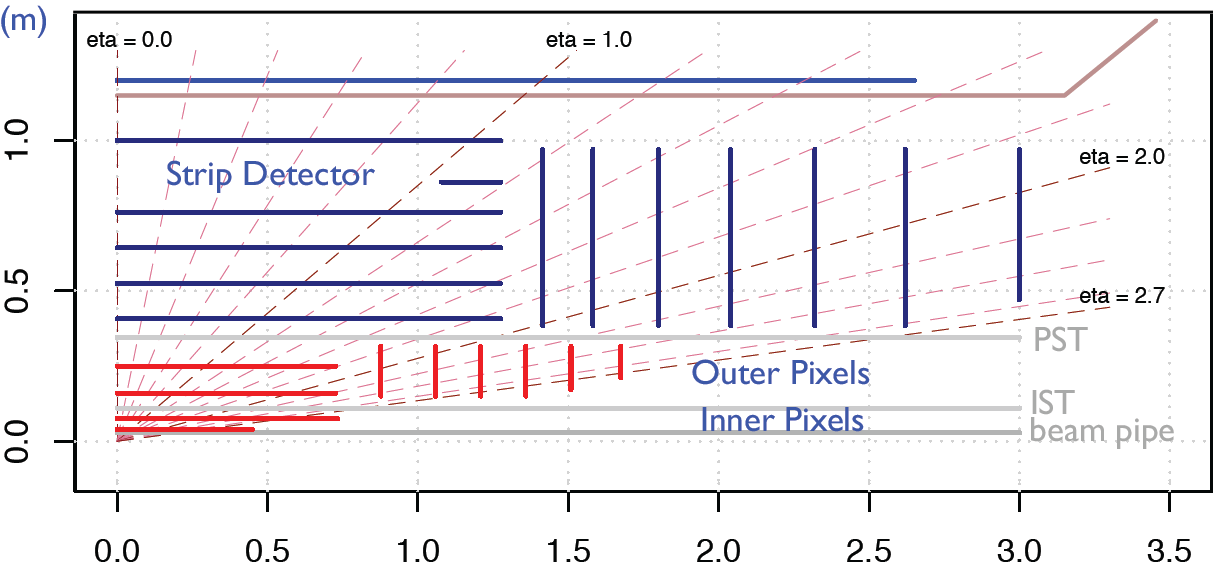 (m)
eta = 0.0
eta = 1.0
1.0
Strip Detector
eta = 2.0
0.5
eta = 2.7
PST
Outer Pixels
IST
Inner Pixels
beam pipe
0.0
0.0 0.5 1.0 1.5 2.0 2.5 3.0 3.5